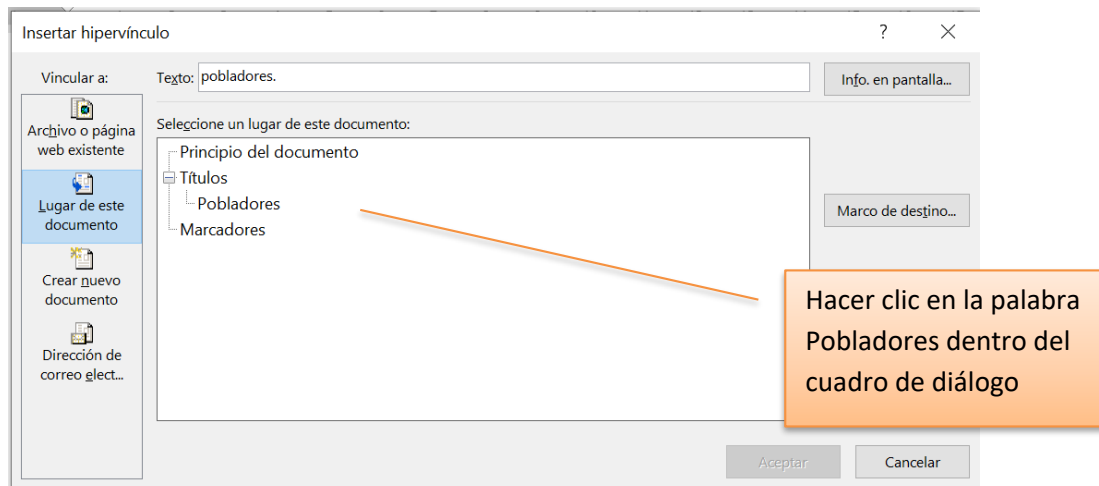 Insertar hipervínculo
?
Vincular a:
Texto: pobladores.
Info. en pantalla...
Archivo o página
web existente
Lugar de este
documento
Crear nuevo
documento
Dirección de
correo elect...
Seleccione un lugar de este documento:
Principio del documento
Títulos
Pobladores
Marcadores
Marco de destino...
Hacer clic en la palabra
Pobladores dentro del
cuadro de diálogo
Aceptar
Cancelar